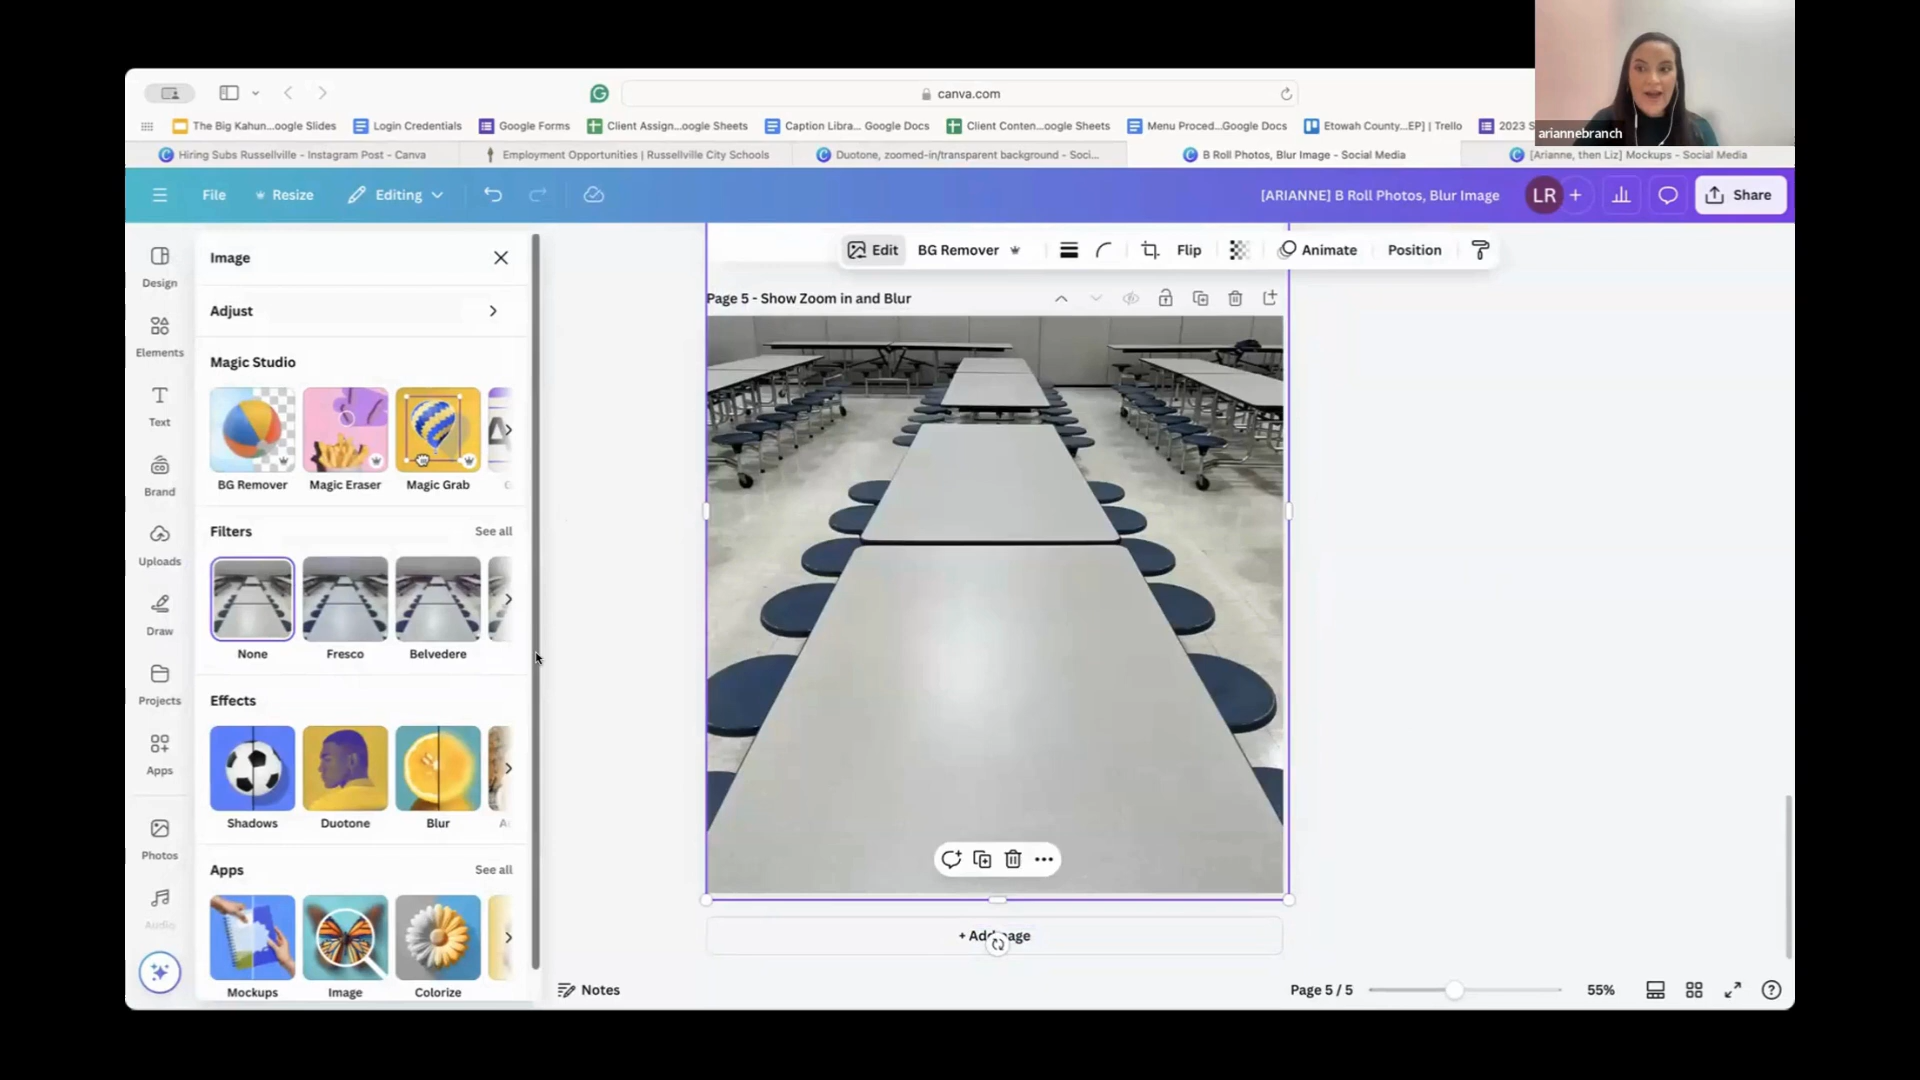 ariannebranch
canva.com
The Big Kahun...oogle Slides
Login Credentials
Google Forms
Client Assign...oogle Sheets
Caption Libra... Google Docs
Client Conten...oogle Sheets
Menu Proced...Google Docs
Etowah County...EP] | Trello
2023 S
Hiring Subs Russellville - Instagram Post - Canva
Employment Opportunities | Russellville City Schools
Duotone, zoomed-in/transparent background - Soci...
B Roll Photos, Blur Image - Social Media
[Arianne, then Liz] Mockups - Social Media
File
Resize
Editing
[ARIANNE] B Roll Photos, Blur Image
LR
Share
Design
Elements
Text
Brand
Uploads
Draw
Projects
Apps
Photos
Audio
Image
Adjust
Magic Studio
BG Remover
Magic Eraser
Magic Grab
Filters
See all
None
Fresco
Belvedere
Effects
Shadows
Duotone
Blur
Apps
See all
Mockups
Image
Colorize
Edit
BG Remover
Flip
Animate
Position
Page 5 - Show Zoom in and Blur
Notes
Page 5 / 5
55%